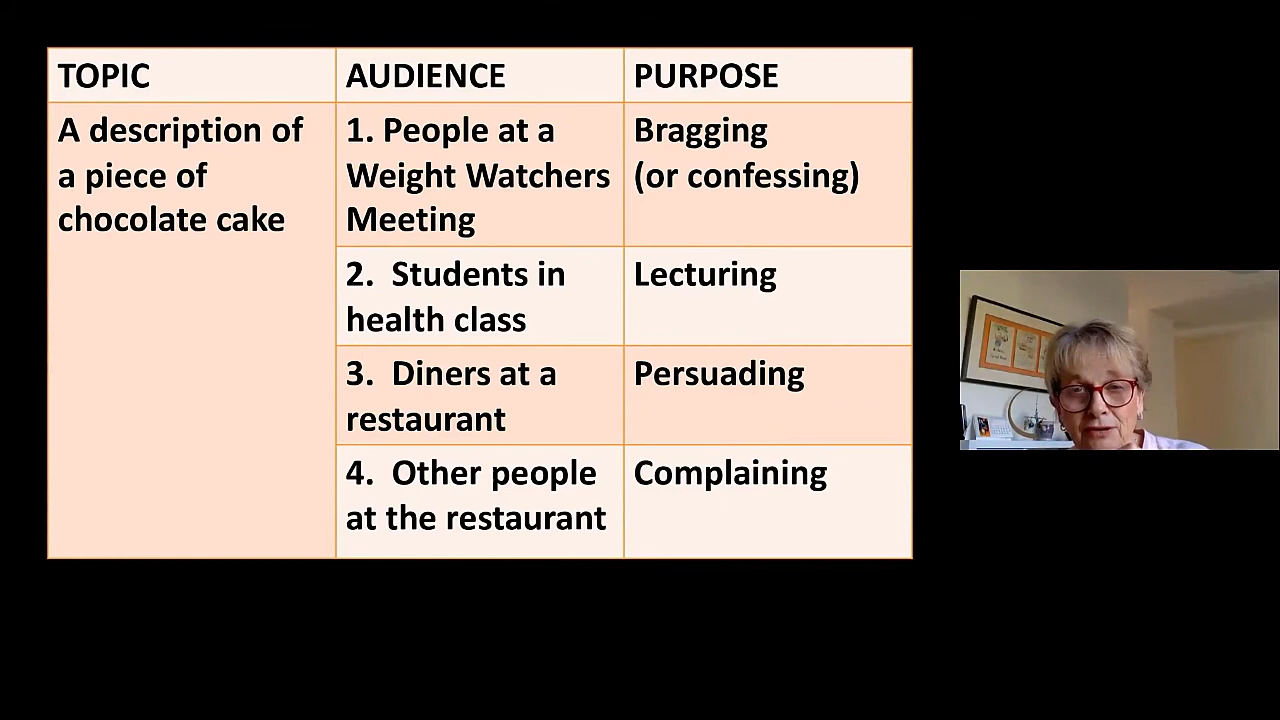 TOPIC
AUDIENCE
PURPOSE
A description of
a piece of
chocolate cake
1. People at a
Weight Watchers
Meeting
Bragging
(or confessing)
2.  Students in
health class
Lecturing
3.  Diners at a
restaurant
Persuading
4.  Other people
at the restaurant
Complaining